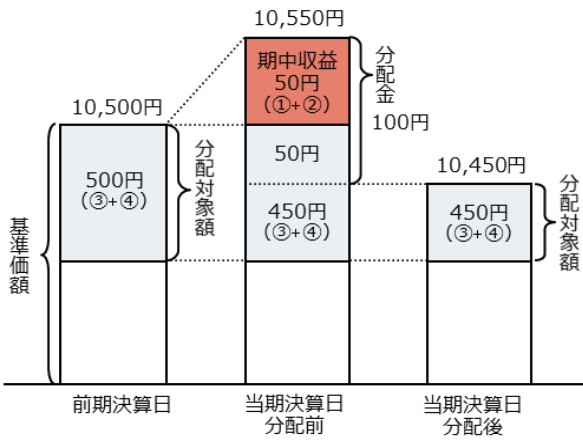 10,550円
期中収益
50円
(①+②)
分配金
100円
10,500円
500円
(③+④)
分配対象額
50円
450円
(③+④)
10,450円
450円
(③+④)
分配対象額
基準価額
前期決算日
当期決算日
分配前
当期決算日
分配後